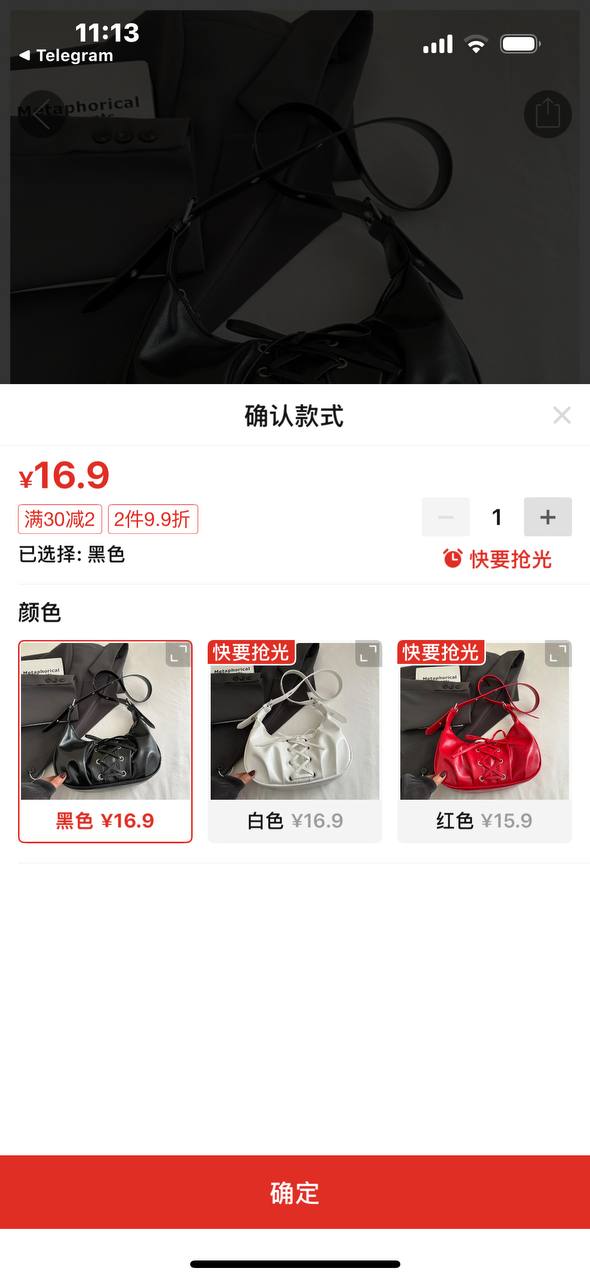 11:13
◀ Telegram
Metaphorical
确认款式
¥16.9
满30减2 2件9.9折
1
已选择: 黑色
快要抢光
颜色
快要抢光 快要抢光
Metaphorical Metaphorical Metaphorical
黑色 ¥16.9 白色 ¥16.9 红色 ¥15.9
确定